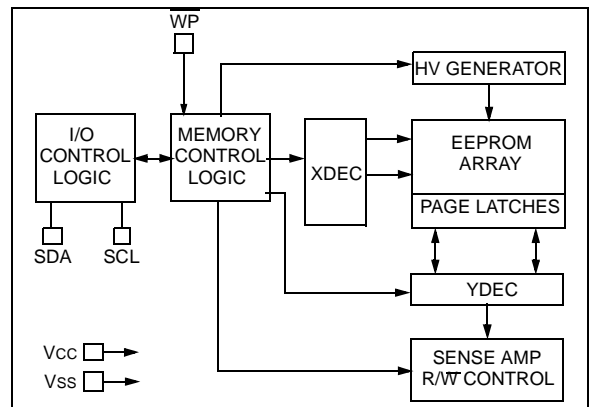 WP
HV GENERATOR
I/O
CONTROL
LOGIC
MEMORY
CONTROL
LOGIC
XDEC
EEPROM
ARRAY
PAGE LATCHES
SDA
SCL
YDEC
VCC
VSS
SENSE AMP
R/W CONTROL